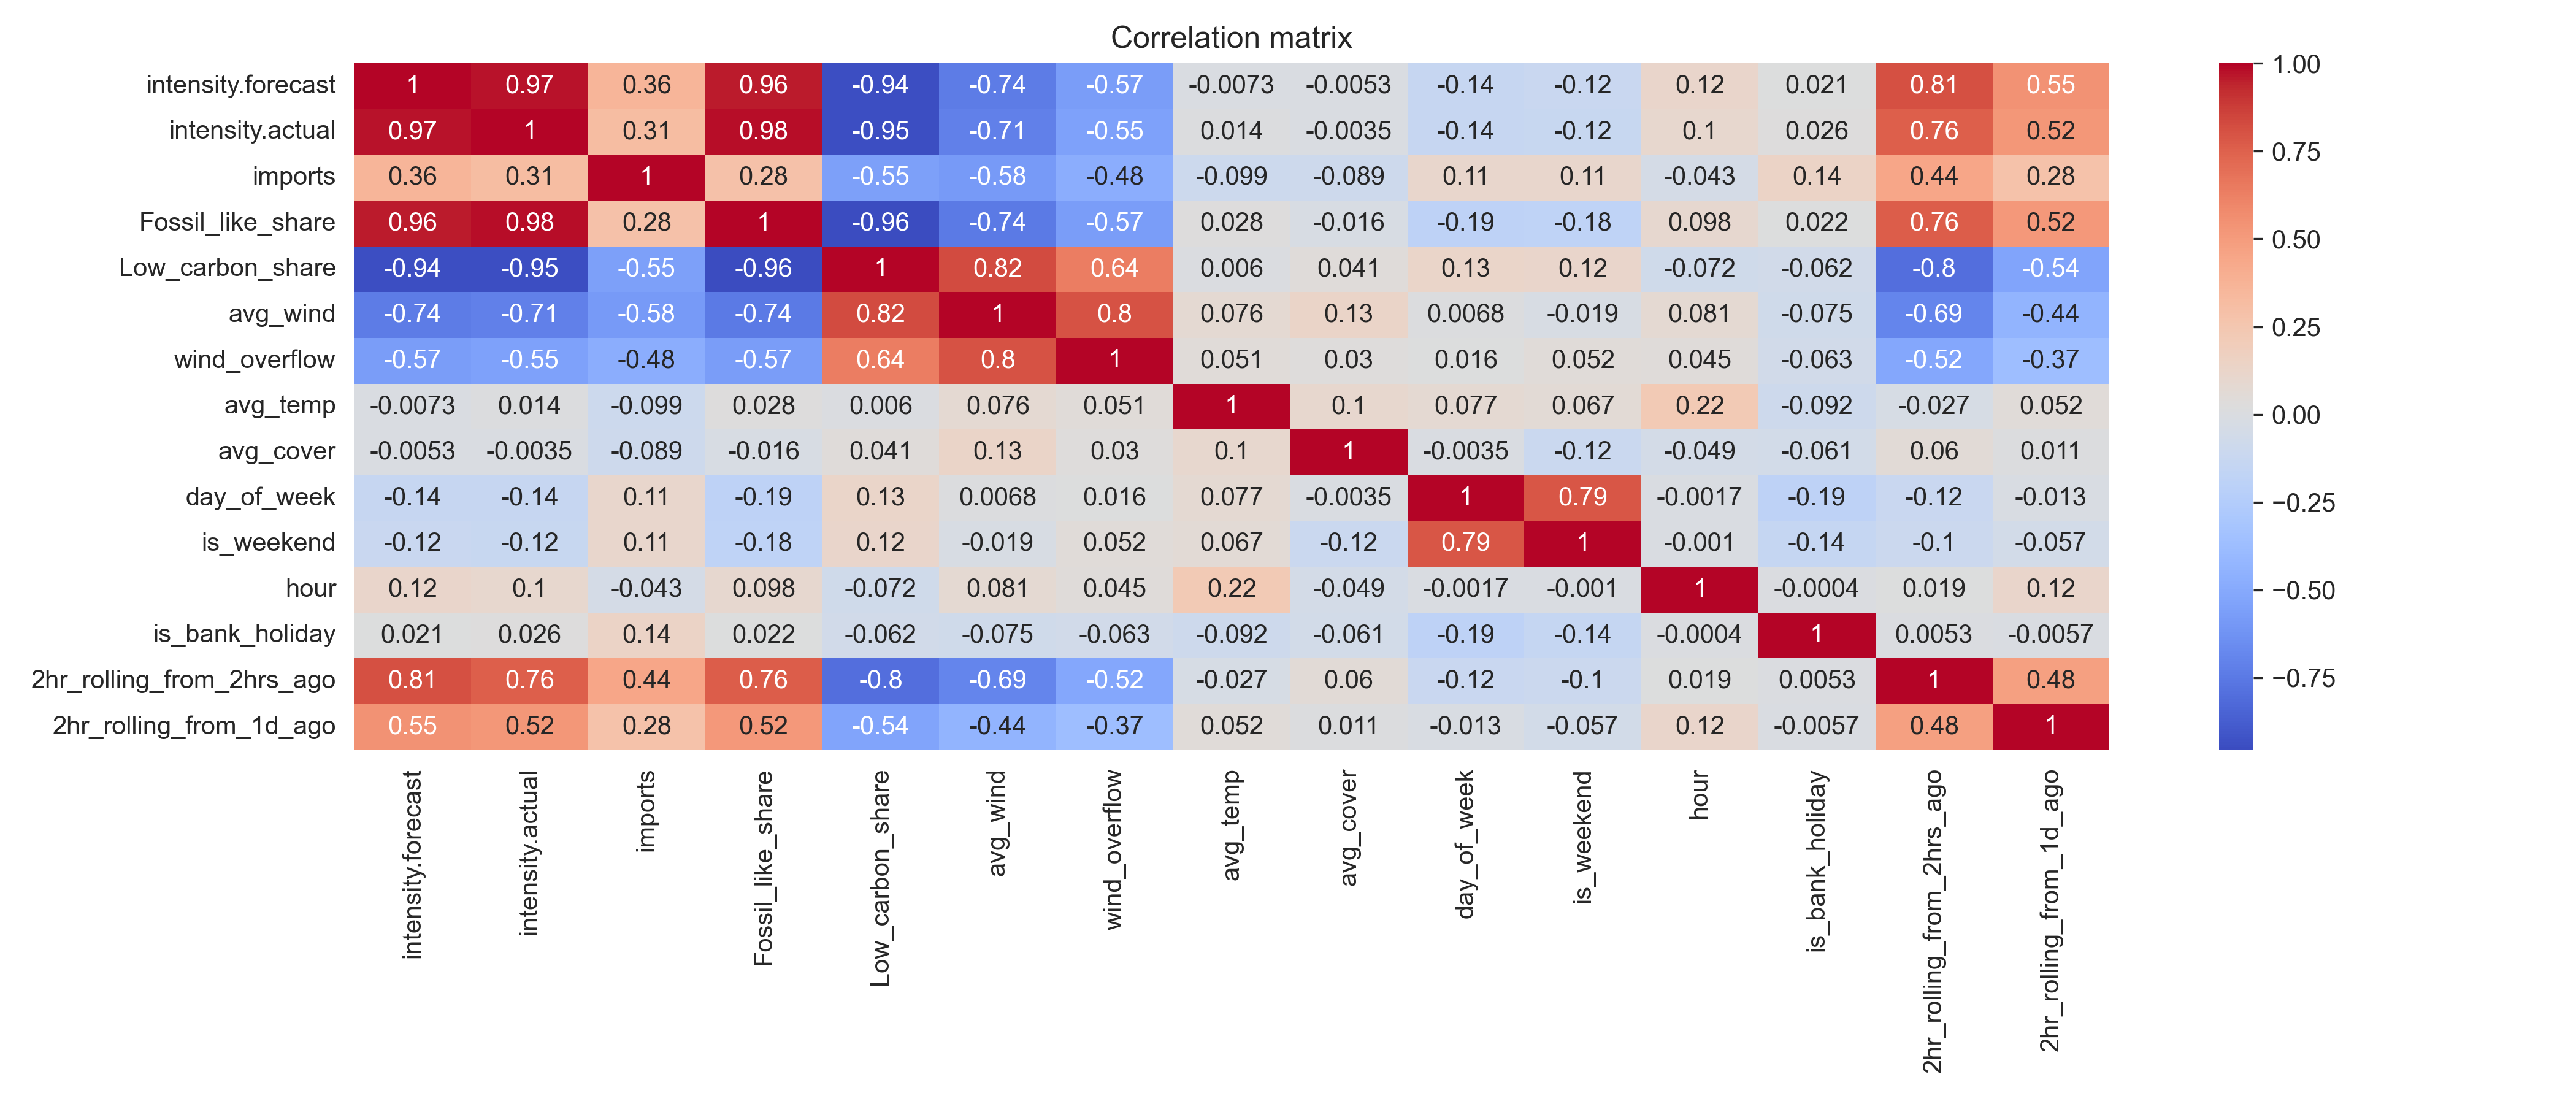 Correlation matrix
intensity.forecast 1 0.97 0.36 0.96 -0.94 -0.74 -0.57 -0.0073 -0.0053 -0.14 -0.12 0.12 0.021 0.81 0.55
intensity.actual 0.97 1 0.31 0.98 -0.95 -0.71 -0.55 0.014 -0.0035 -0.14 -0.12 0.1 0.026 0.76 0.52
imports 0.36 0.31 1 0.28 -0.55 -0.58 -0.48 -0.099 -0.089 0.11 0.11 -0.043 0.14 0.44 0.28
Fossil_like_share 0.96 0.98 0.28 1 -0.96 -0.74 -0.57 0.028 -0.016 -0.19 -0.18 0.098 0.022 0.76 0.52
Low_carbon_share -0.94 -0.95 -0.55 -0.96 1 0.82 0.64 0.006 0.041 0.13 0.12 -0.072 -0.062 -0.8 -0.54
avg_wind -0.74 -0.71 -0.58 -0.74 0.82 1 0.8 0.076 0.13 0.0068 -0.019 0.081 -0.075 -0.69 -0.44
wind_overflow -0.57 -0.55 -0.48 -0.57 0.64 0.8 1 0.051 0.03 0.016 0.052 0.045 -0.063 -0.52 -0.37
avg_temp -0.0073 0.014 -0.099 0.028 0.006 0.076 0.051 1 0.1 0.077 0.067 0.22 -0.092 -0.027 0.052
avg_cover -0.0053 -0.0035 -0.089 -0.016 0.041 0.13 0.03 0.1 1 -0.0035 -0.12 -0.049 -0.061 0.06 0.011
day_of_week -0.14 -0.14 0.11 -0.19 0.13 0.0068 0.016 0.077 -0.0035 1 0.79 -0.0017 -0.19 -0.12 -0.013
is_weekend -0.12 -0.12 0.11 -0.18 0.12 -0.019 0.052 0.067 -0.12 0.79 1 -0.001 -0.14 -0.1 -0.057
hour 0.12 0.1 -0.043 0.098 -0.072 0.081 0.045 0.22 -0.049 -0.0017 -0.001 1 -0.0004 0.019 0.12
is_bank_holiday 0.021 0.026 0.14 0.022 -0.062 -0.075 -0.063 -0.092 -0.061 -0.19 -0.14 -0.0004 1 0.0053 -0.0057
2hr_rolling_from_2hrs_ago 0.81 0.76 0.44 0.76 -0.8 -0.69 -0.52 -0.027 0.06 -0.12 -0.1 0.019 0.0053 1 0.48
2hr_rolling_from_1d_ago 0.55 0.52 0.28 0.52 -0.54 -0.44 -0.37 0.052 0.011 -0.013 -0.057 0.12 -0.0057 0.48 1
intensity.forecast
intensity.actual
imports
Fossil_like_share
Low_carbon_share
avg_wind
wind_overflow
avg_temp
avg_cover
day_of_week
is_weekend
hour
is_bank_holiday
2hr_rolling_from_2hrs_ago
2hr_rolling_from_1d_ago
1.00
0.75
0.50
0.25
0.00
−0.25
−0.50
−0.75